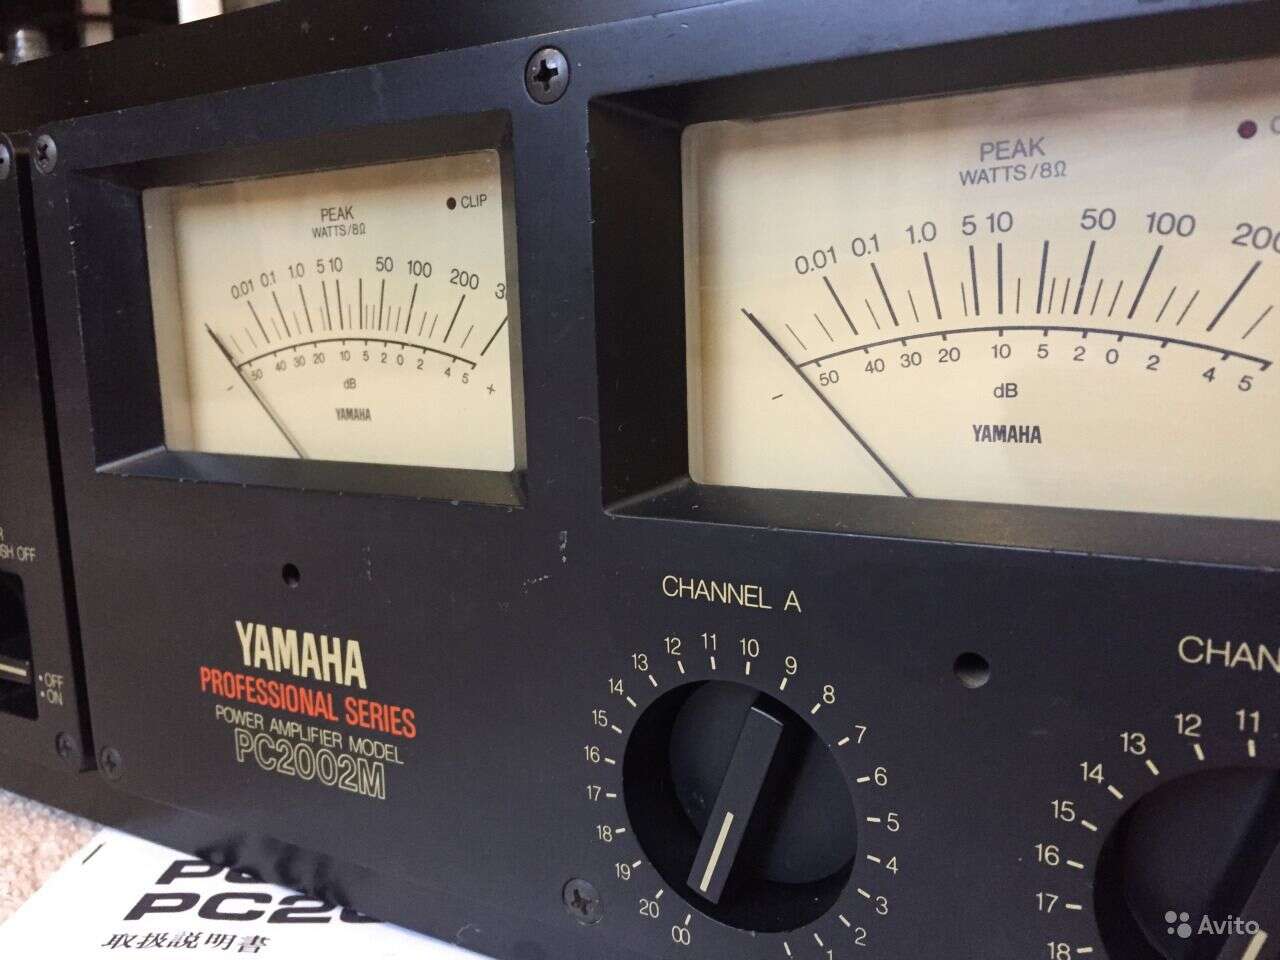 PEAK
WATTS/8Ω
CLIP
0.01 0.1 1.0 5 10 50 100 200
- 50 40 30 20 10 5 2 0 2 4 5 +
dB
YAMAHA
PEAK
WATTS/8Ω
0.01 0.1 1.0 5 10 50 100 200
- 50 40 30 20 10 5 2 0 2 4 5
dB
YAMAHA
SH OFF
OFF
ON
YAMAHA
PROFESSIONAL SERIES
POWER AMPLIFIER MODEL
PC2002M
CHANNEL A
∞ 20 19 18 17 16 15 14 13 12 11 10 9 8 7 6 5 4 3 2 1
CHAN
18 17 16 15 14 13 12 11
PC20
取扱説明書
Avito